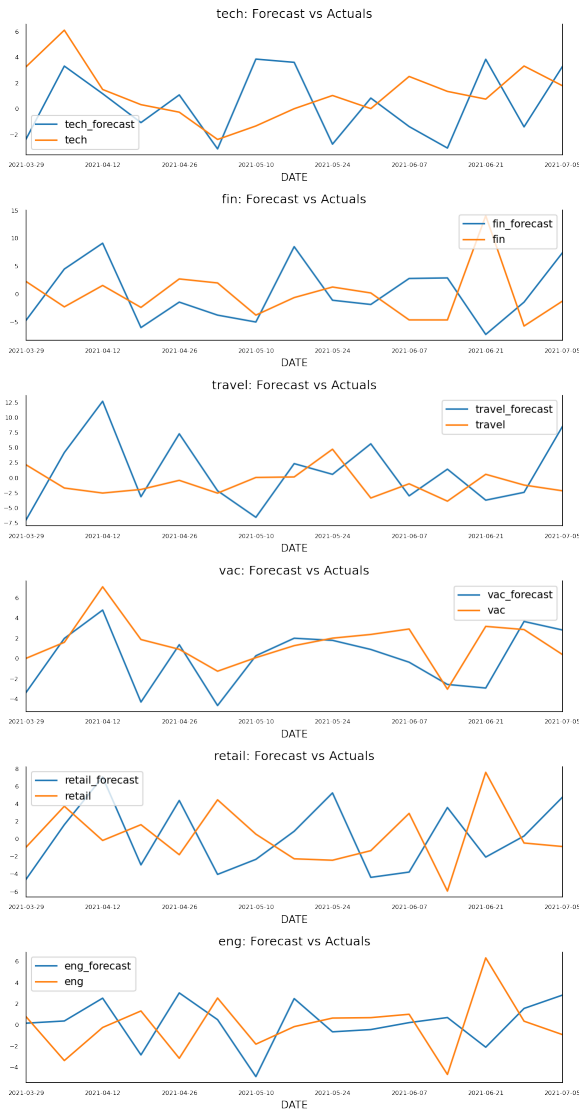 tech: Forecast vs Actuals
6
4
2
0
−2
tech_forecast
tech
2021-03-29 2021-04-12 2021-04-26 2021-05-10 2021-05-24 2021-06-07 2021-06-21 2021-07-05
DATE
fin: Forecast vs Actuals
15
10
5
0
−5
fin_forecast
fin
2021-03-29 2021-04-12 2021-04-26 2021-05-10 2021-05-24 2021-06-07 2021-06-21 2021-07-05
DATE
travel: Forecast vs Actuals
12.5
10.0
7.5
5.0
2.5
0.0
−2.5
−5.0
−7.5
travel_forecast
travel
2021-03-29 2021-04-12 2021-04-26 2021-05-10 2021-05-24 2021-06-07 2021-06-21 2021-07-05
DATE
vac: Forecast vs Actuals
6
4
2
0
−2
−4
vac_forecast
vac
2021-03-29 2021-04-12 2021-04-26 2021-05-10 2021-05-24 2021-06-07 2021-06-21 2021-07-05
DATE
retail: Forecast vs Actuals
8
6
4
2
0
−2
−4
−6
retail_forecast
retail
2021-03-29 2021-04-12 2021-04-26 2021-05-10 2021-05-24 2021-06-07 2021-06-21 2021-07-05
DATE
eng: Forecast vs Actuals
6
4
2
0
−2
−4
eng_forecast
eng
2021-03-29 2021-04-12 2021-04-26 2021-05-10 2021-05-24 2021-06-07 2021-06-21 2021-07-05
DATE